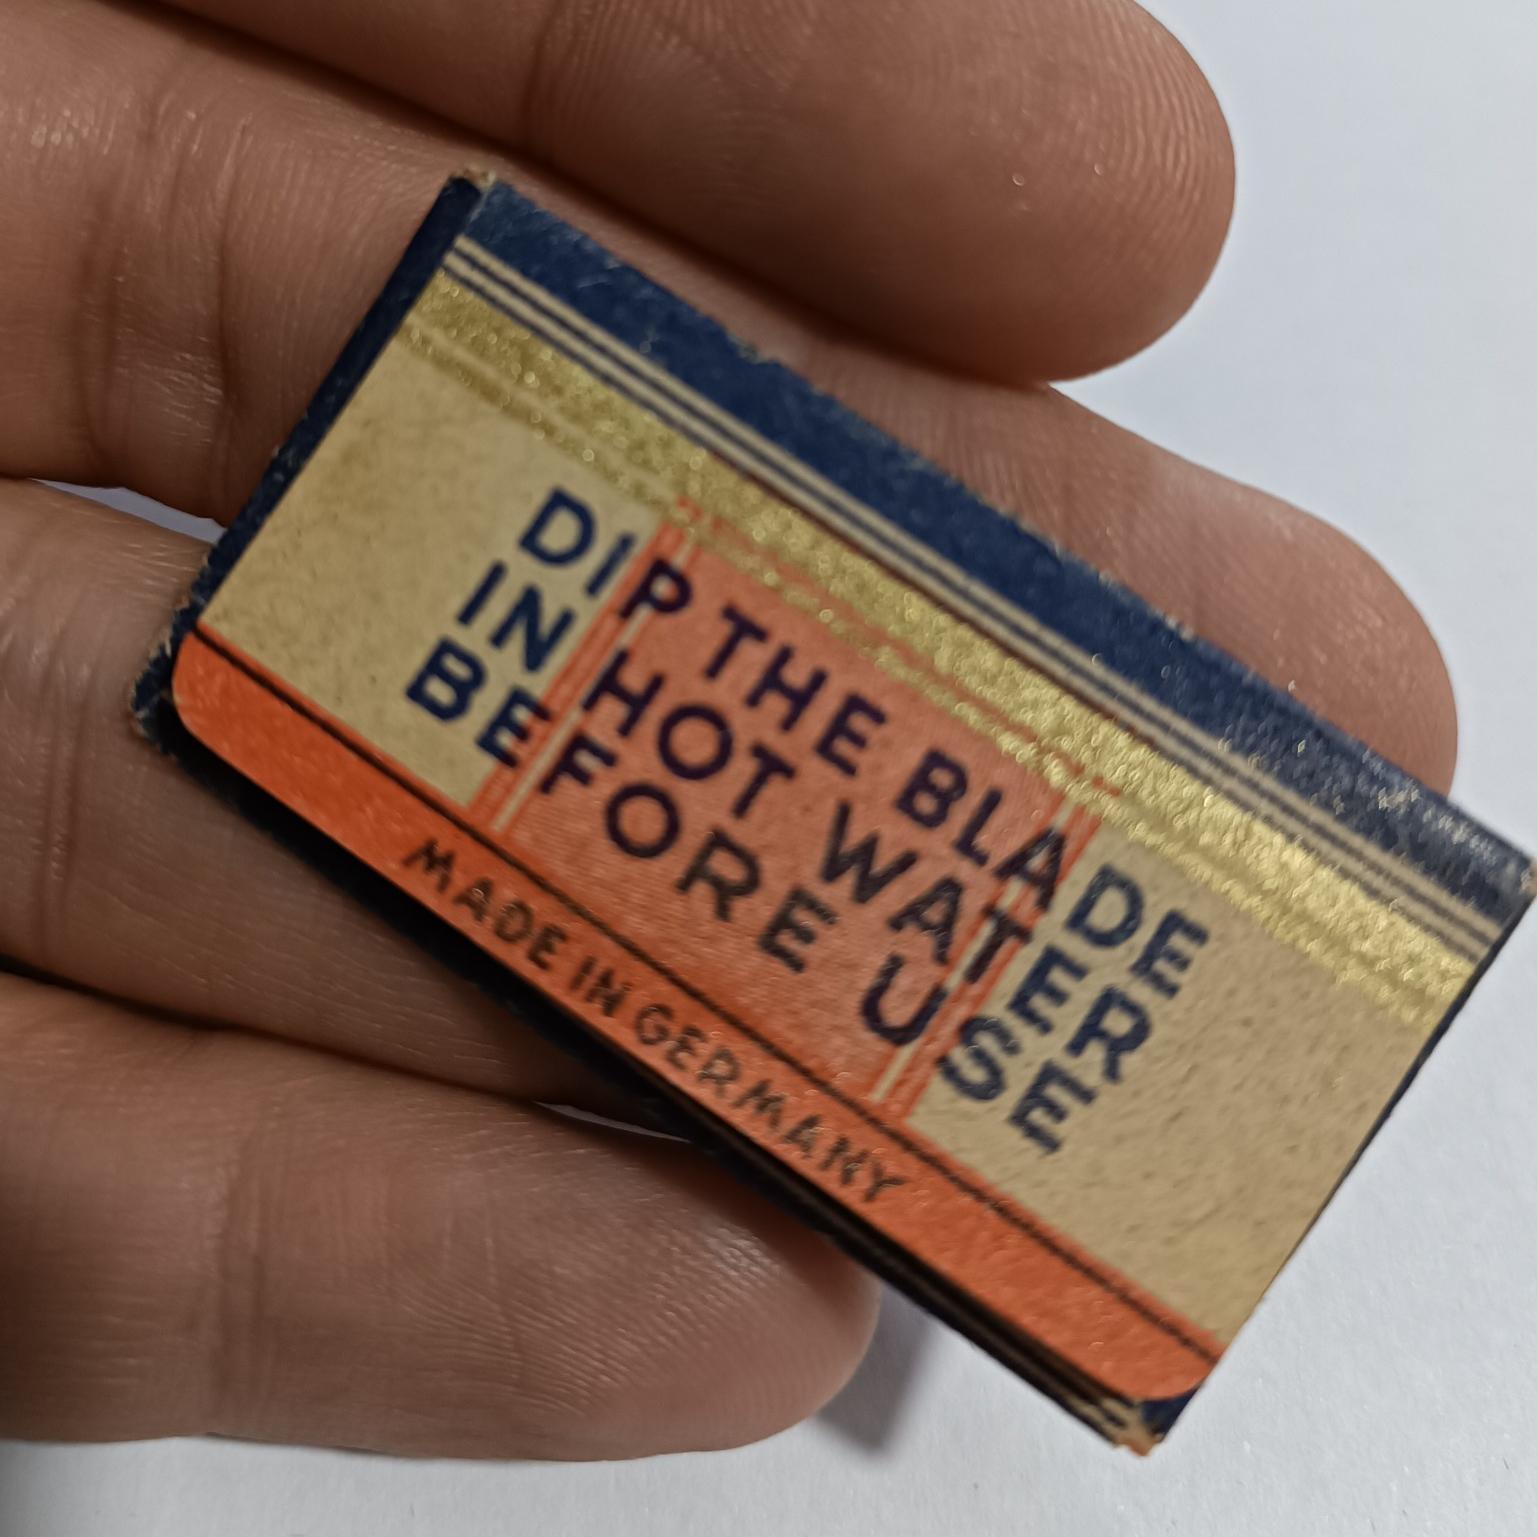 DIP THE BLADE
IN HOT WATER
BEFORE USE
MADE IN GERMANY